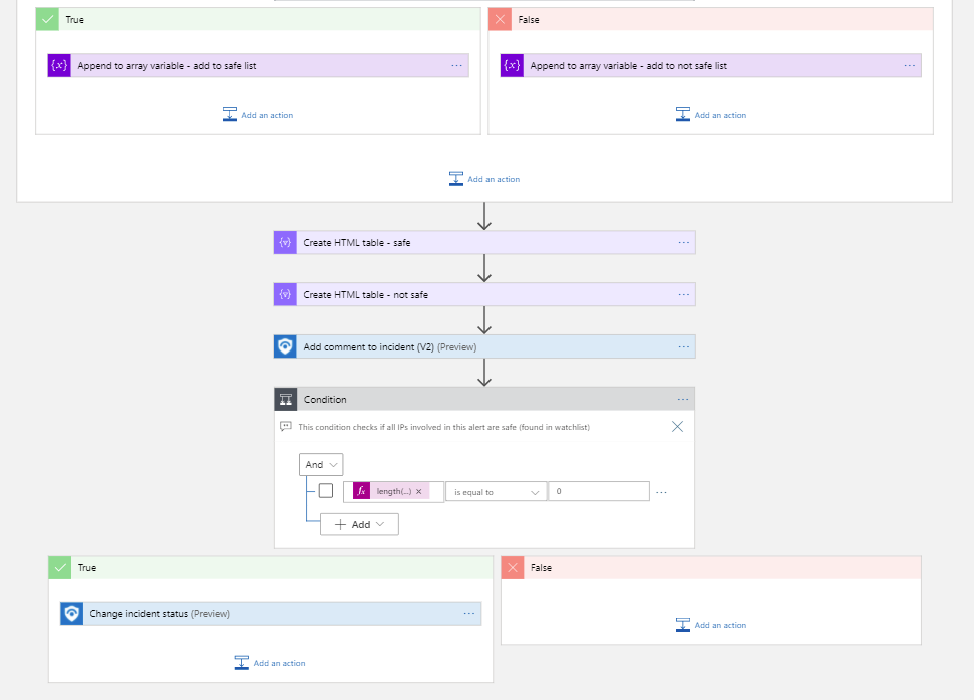 True
False
{x} Append to array variable - add to safe list ...
{x} Append to array variable - add to not safe list ...
Add an action
Add an action
Add an action
{v} Create HTML table - safe ...
{v} Create HTML table - not safe ...
Add comment to incident (V2) (Preview) ...
Condition ...
This condition checks if all IPs involved in this alert are safe (found in watchlist)
And
fx length(...) × is equal to 0 ...
+ Add
True
False
Change incident status (Preview) ...
Add an action
Add an action